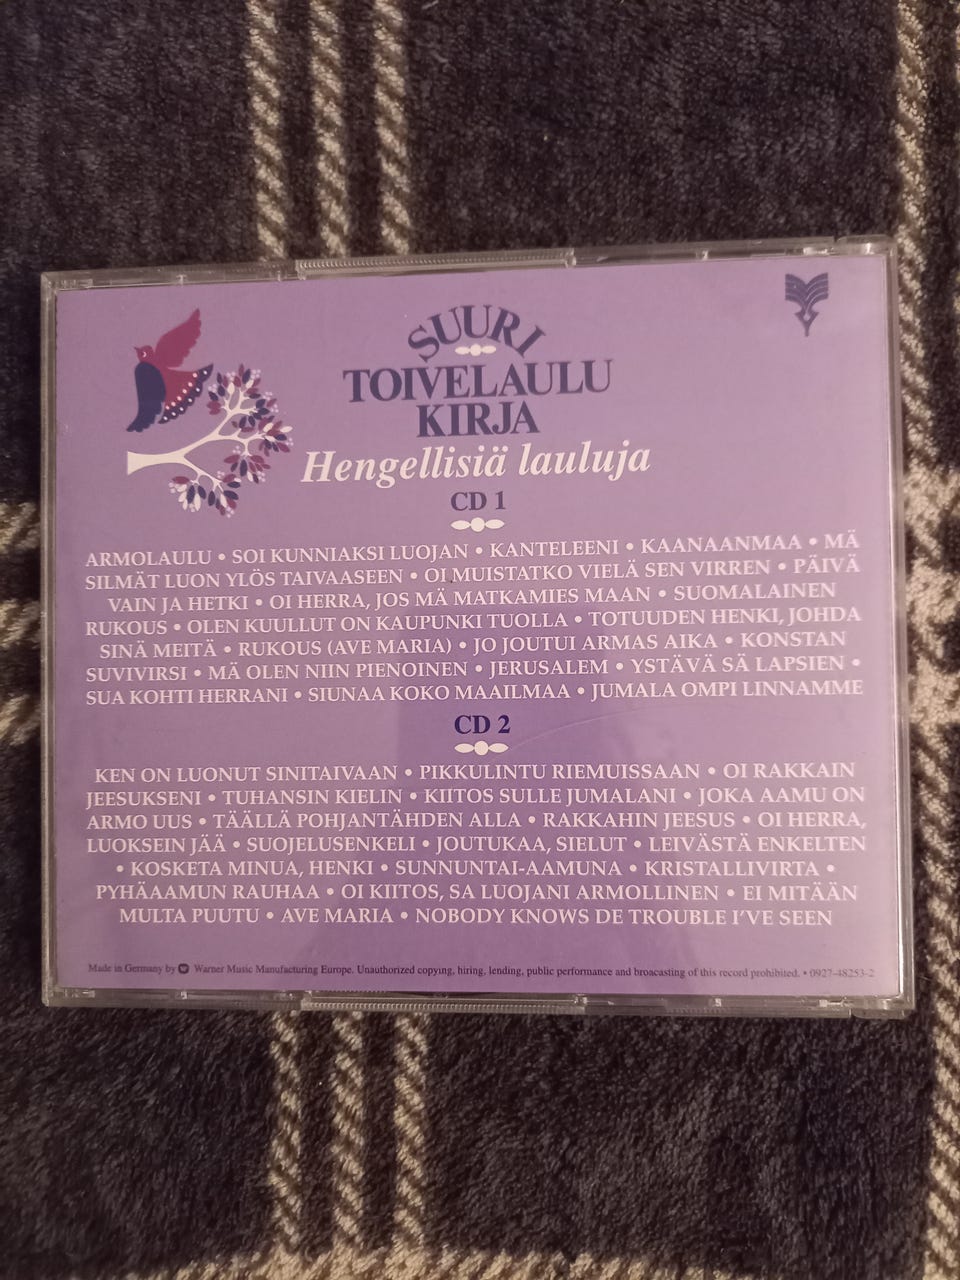 SUURI
TOIVELAULU
KIRJA
Hengellisiä lauluja
CD 1
ARMOLAULU • SOI KUNNIAKSI LUOJAN • KANTELEENI • KAANAANMAA • MÄ
SILMÄT LUON YLÖS TAIVAASEEN • OI MUISTATKO VIELÄ SEN VIRREN • PÄIVÄ
VAIN JA HETKI • OI HERRA, JOS MÄ MATKAMIES MAAN • SUOMALAINEN
RUKOUS • OLEN KUULLUT ON KAUPUNKI TUOLLA • TOTUUDEN HENKI, JOHDA
SINÄ MEITÄ • RUKOUS (AVE MARIA) • JO JOUTUI ARMAS AIKA • KONSTAN
SUVIVIRSI • MÄ OLEN NIIN PIENOINEN • JERUSALEM • YSTÄVÄ SÄ LAPSIEN •
SUA KOHTI HERRANI • SIUNAA KOKO MAAILMAA • JUMALA OMPI LINNAMME
CD 2
KEN ON LUONUT SINITAIVAAN • PIKKULINTU RIEMUISSAAN • OI RAKKAIN
JEESUKSENI • TUHANSIN KIELIN • KIITOS SULLE JUMALANI • JOKA AAMU ON
ARMO UUS • TÄÄLLÄ POHJANTÄHDEN ALLA • RAKKAHIN JEESUS • OI HERRA,
LUOKSEIN JÄÄ • SUOJELUSENKELI • JOUTUKAA, SIELUT • LEIVÄSTÄ ENKELTEN
• KOSKETA MINUA, HENKI • SUNNUNTAI-AAMUNA • KRISTALLIVIRTA •
PYHÄAAMUN RAUHAA • OI KIITOS, SA LUOJANI ARMOLLINEN • EI MITÄÄN
MULTA PUUTU • AVE MARIA • NOBODY KNOWS DE TROUBLE I'VE SEEN
Made in Germany by Warner Music Manufacturing Europe. Unauthorized copying, hiring, lending, public performance and broacasting of this record prohibited. • 0927-48253-2